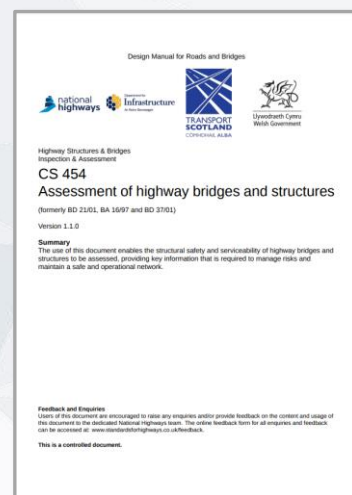 Design Manual for Roads and Bridges
national
highways
Department for
Infrastructure
TRANSPORT
SCOTLAND
CÒMHDHAIL ALBA
Llywodraeth Cymru
Welsh Government
Highway Structures & Bridges
Inspection & Assessment
CS 454
Assessment of highway bridges and structures
(formerly BD 21/01, BA 16/97 and BD 37/01)
Version 1.1.0
Summary
The use of this document enables the structural safety and serviceability of highway bridges and
structures to be assessed, providing key information that is required to manage risks and
maintain a safe and operational network.
Feedback and Enquiries
Users of this document are encouraged to raise any enquiries and/or provide feedback on the content and usage of
this document to the dedicated National Highways team. The online feedback form for all enquiries and feedback
can be accessed at: www.standardsforhighways.co.uk/feedback.
This is a controlled document.